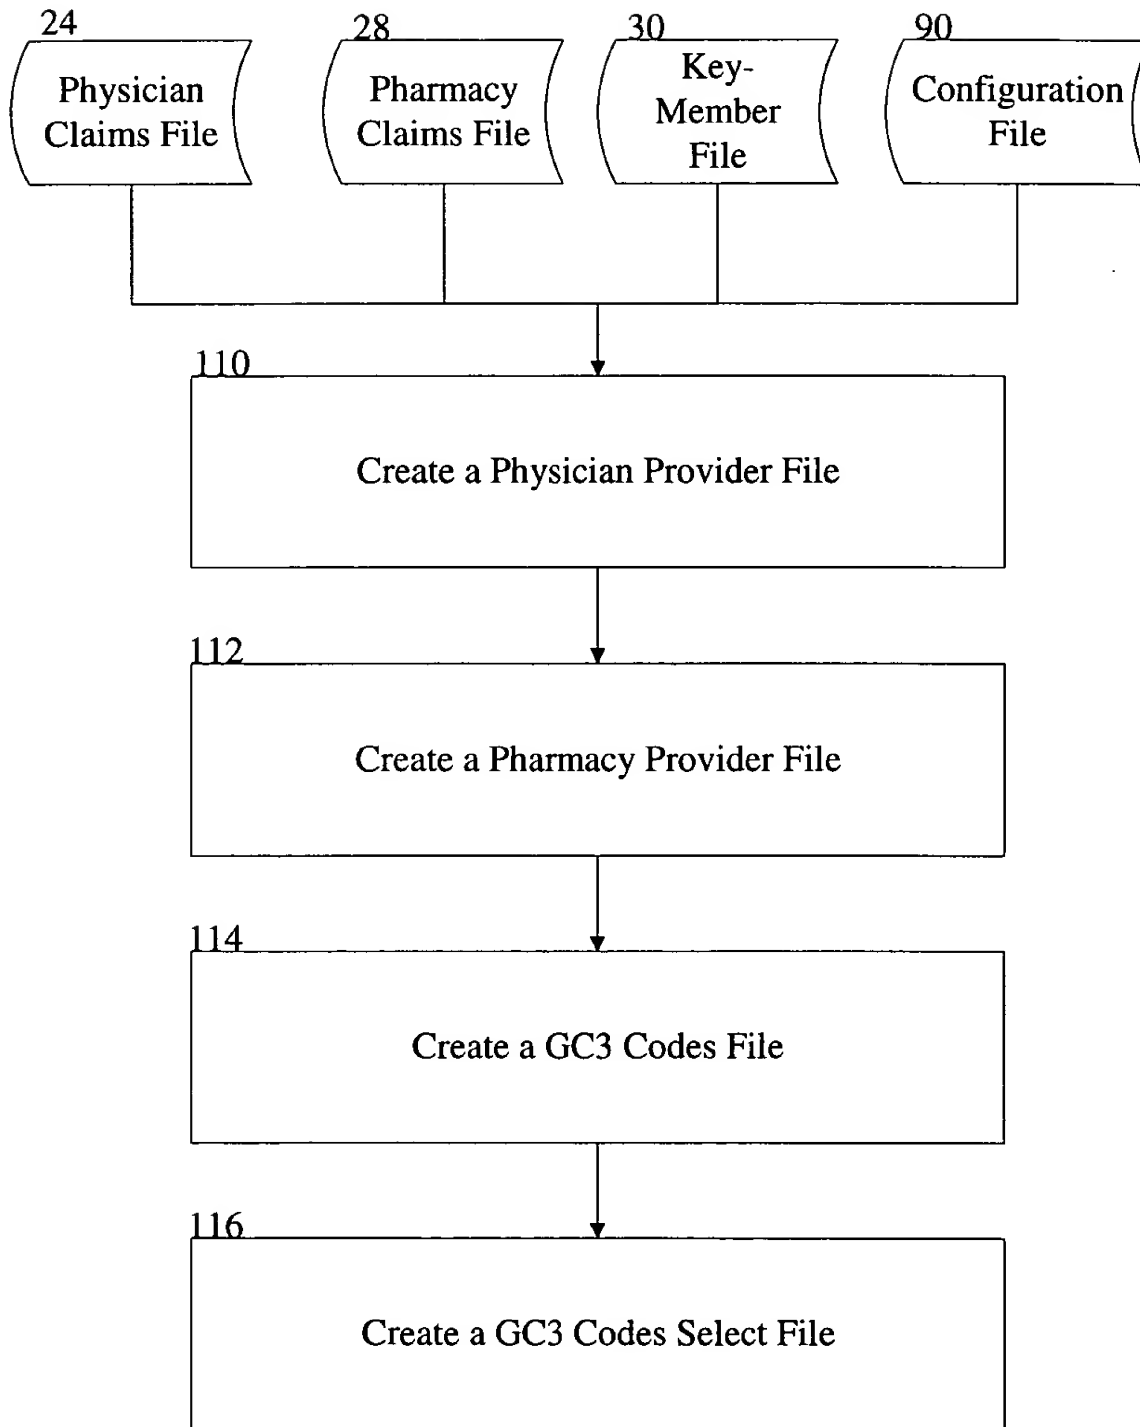 24
Physician
Claims File
28
Pharmacy
Claims File
30
Key-
Member
File
90
Configuration
File
110
Create a Physician Provider File
112
Create a Pharmacy Provider File
114
Create a GC3 Codes File
116
Create a GC3 Codes Select File